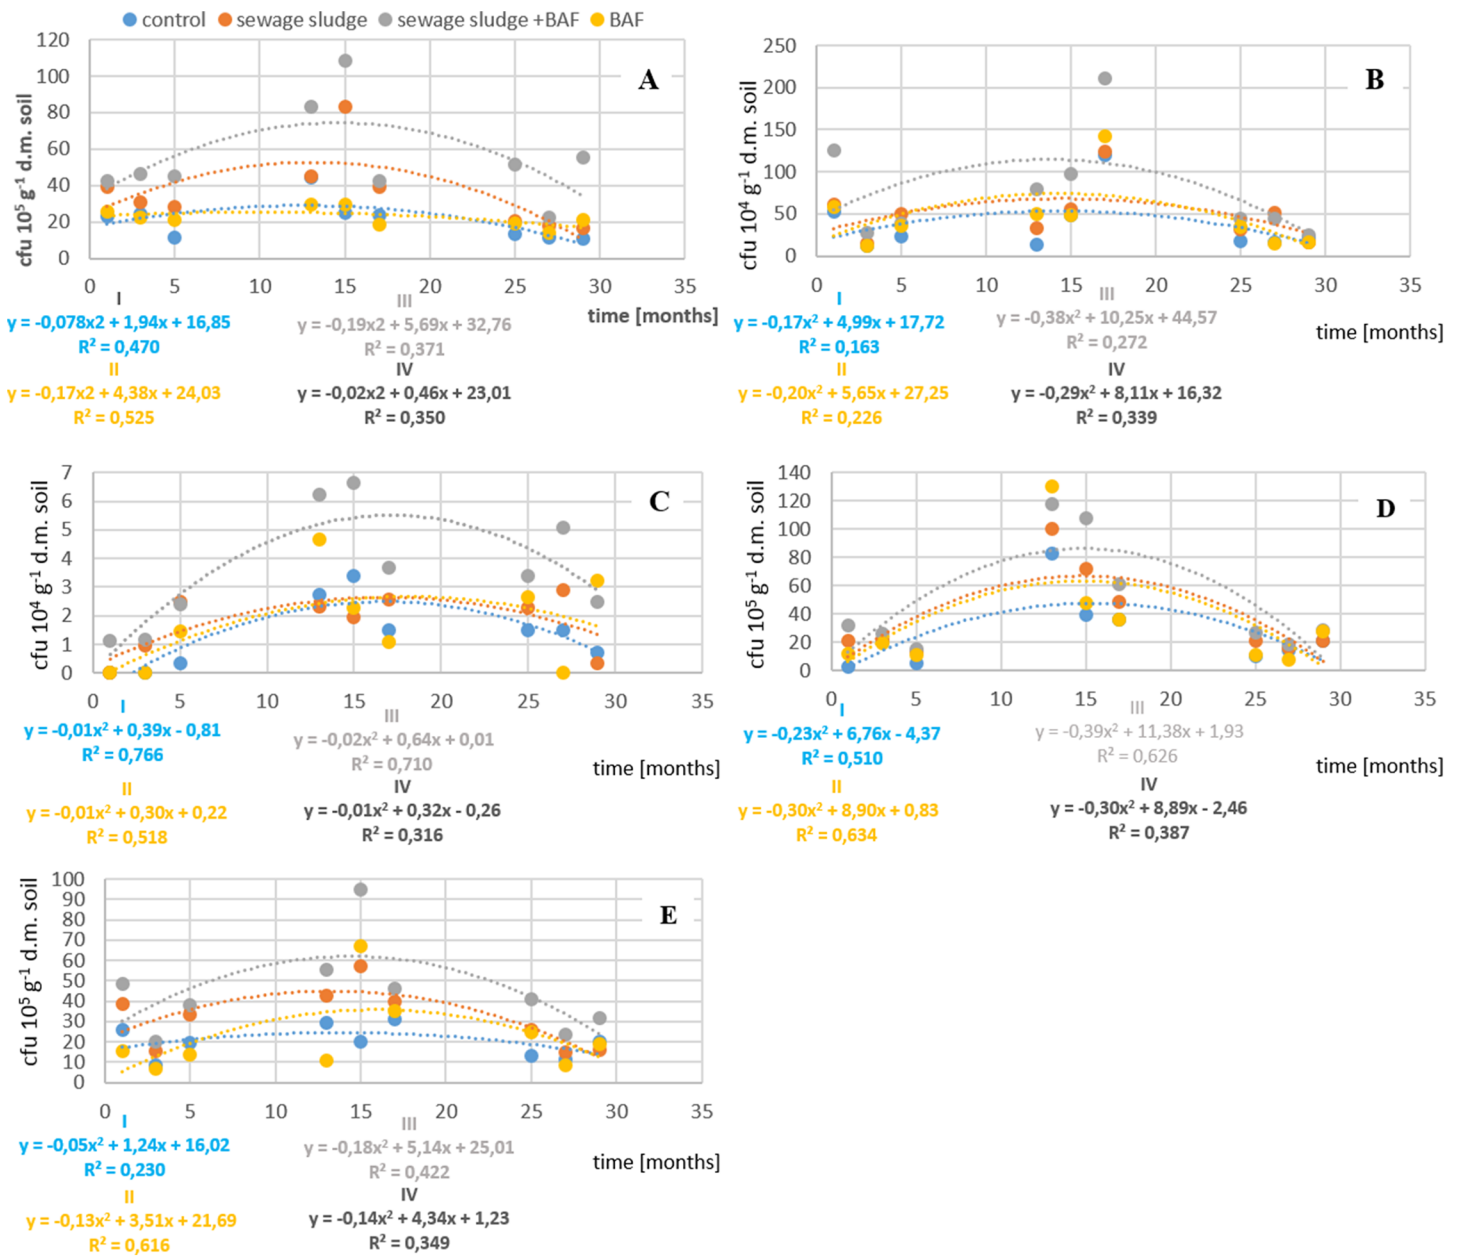 control sewage sludge sewage sludge +BAF BAF
A
cfu 10⁵ g⁻¹ d.m. soil
120
100
80
60
40
20
0
0 5 10 15 20 25 30 35
time [months]
I
y = -0,078x2 + 1,94x + 16,85
R² = 0,470
II
y = -0,17x2 + 4,38x + 24,03
R² = 0,525
III
y = -0,19x2 + 5,69x + 32,76
R² = 0,371
IV
y = -0,02x2 + 0,46x + 23,01
R² = 0,350
B
cfu 10⁴ g⁻¹ d.m. soil
250
200
150
100
50
0
0 5 10 15 20 25 30 35
time [months]
I
y = -0,17x² + 4,99x + 17,72
R² = 0,163
II
y = -0,20x² + 5,65x + 27,25
R² = 0,226
III
y = -0,38x² + 10,25x + 44,57
R² = 0,272
IV
y = -0,29x² + 8,11x + 16,32
R² = 0,339
C
cfu 10⁴ g⁻¹ d.m. soil
7
6
5
4
3
2
1
0
0 5 10 15 20 25 30 35
time [months]
I
y = -0,01x² + 0,39x - 0,81
R² = 0,766
II
y = -0,01x² + 0,30x + 0,22
R² = 0,518
III
y = -0,02x² + 0,64x + 0,01
R² = 0,710
IV
y = -0,01x² + 0,32x - 0,26
R² = 0,316
D
cfu 10⁵ g⁻¹ d.m. soil
140
120
100
80
60
40
20
0
0 5 10 15 20 25 30 35
time [months]
I
y = -0,23x² + 6,76x - 4,37
R² = 0,510
II
y = -0,30x² + 8,90x + 0,83
R² = 0,634
III
y = -0,39x² + 11,38x + 1,93
R² = 0,626
IV
y = -0,30x² + 8,89x - 2,46
R² = 0,387
E
cfu 10⁵ g⁻¹ d.m. soil
100
90
80
70
60
50
40
30
20
10
0
0 5 10 15 20 25 30 35
time [months]
I
y = -0,05x² + 1,24x + 16,02
R² = 0,230
II
y = -0,13x² + 3,51x + 21,69
R² = 0,616
III
y = -0,18x² + 5,14x + 25,01
R² = 0,422
IV
y = -0,14x² + 4,34x + 1,23
R² = 0,349